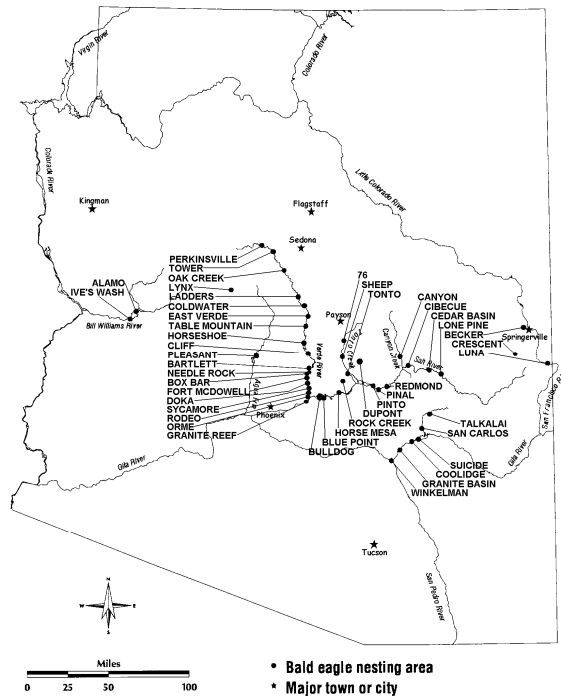 Virgin River
Colorado River
Colorado River
Little Colorado River
Kingman
Flagstaff
Sedona
PERKINSVILLE
TOWER
OAK CREEK
LYNX
LADDERS
COLDWATER
EAST VERDE
TABLE MOUNTAIN
HORSESHOE
CLIFF
PLEASANT
BARTLETT
NEEDLE ROCK
BOX BAR
FORT MCDOWELL
DOKA
SYCAMORE
RODEO
ORME
GRANITE REEF
ALAMO
IVE'S WASH
Bill Williams River
Verde River
Agua Fria
Phoenix
Gila River
76
SHEEP
TONTO
Payson
Tonto Creek
Canyon Creek
Salt River
CANYON
CIBECUE
CEDAR BASIN
LONE PINE
BECKER
Springerville
CRESCENT
LUNA
San Francisco R
REDMOND
PINAL
PINTO
DUPONT
ROCK CREEK
HORSE MESA
BLUE POINT
BULLDOG
TALKALAI
SAN CARLOS
Gila River
SUICIDE
COOLIDGE
GRANITE BASIN
WINKELMAN
Tucson
San Pedro River
N
W E
S
Miles
0 25 50 100
Bald eagle nesting area
Major town or city